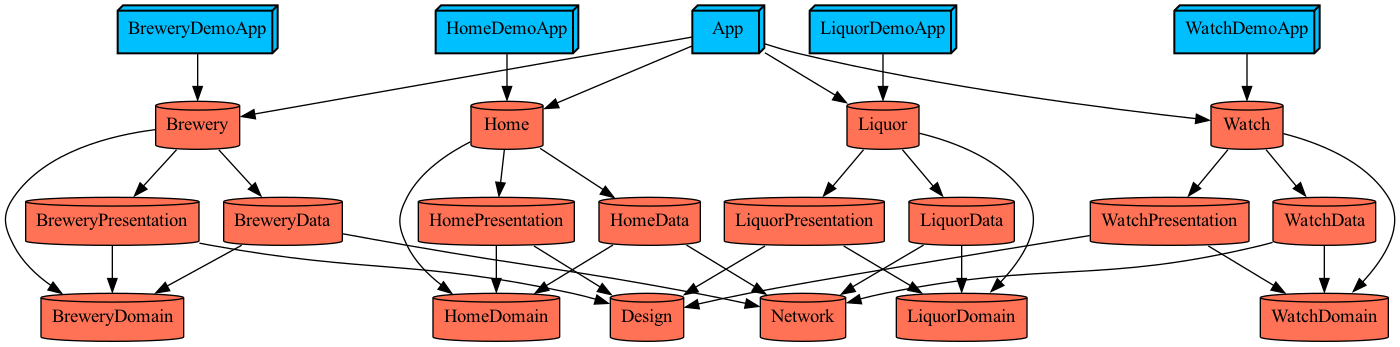 BreweryDemoApp
HomeDemoApp
App
LiquorDemoApp
WatchDemoApp
Brewery
Home
Liquor
Watch
BreweryPresentation
BreweryData
HomePresentation
HomeData
LiquorPresentation
LiquorData
WatchPresentation
WatchData
BreweryDomain
HomeDomain
Design
Network
LiquorDomain
WatchDomain